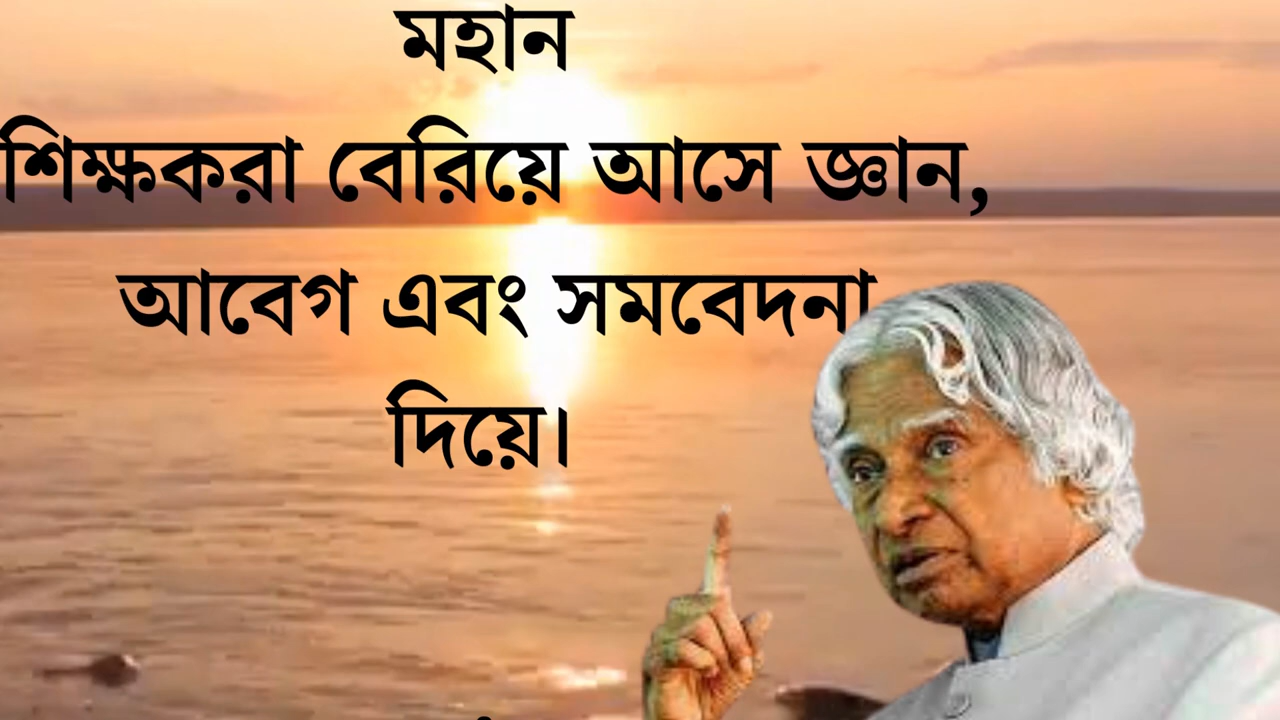 মহান
শিক্ষকরা বেরিয়ে আসে জ্ঞান,
আবেগ এবং সমবেদনা
দিয়ে।